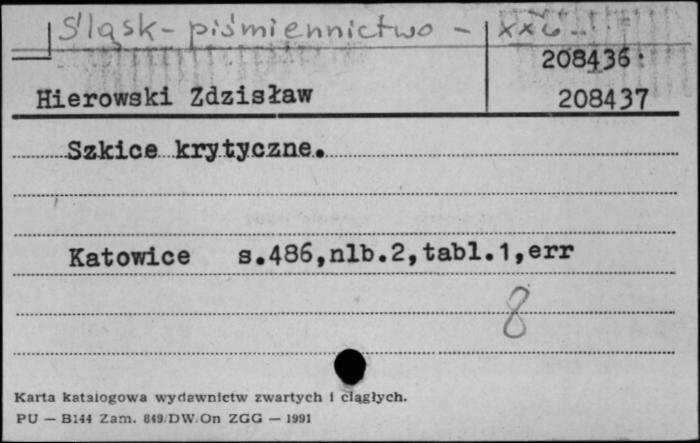 Śląsk - piśmiennictwo - XX w.
208436
Hierowski Zdzisław 208437
Szkice krytyczne.
Katowice s.486,nlb.2,tabl.1,err
8
Karta katalogowa wydawnictw zwartych i ciągłych.
PU — B144 Zam. 849/DW/On ZGG — 1991